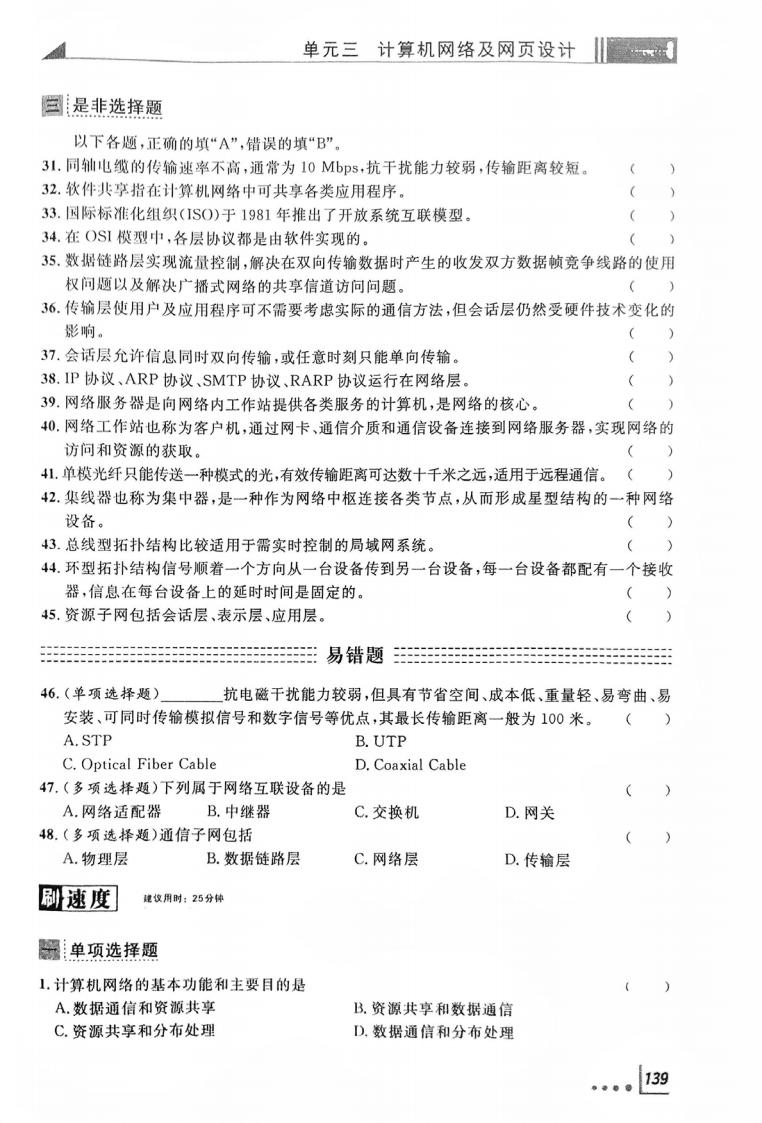 单元三 计算机网络及网页设计
三 是非选择题
以下各题,正确的填“A”,错误的填“B”。
31. 同轴电缆的传输速率不高,通常为 10 Mbps,抗干扰能力较弱,传输距离较短。 ( )
32. 软件共享指在计算机网络中可共享各类应用程序。 ( )
33. 国际标准化组织(ISO)于 1981 年推出了开放系统互联模型。 ( )
34. 在 OSI 模型中,各层协议都是由软件实现的。 ( )
35. 数据链路层实现流量控制,解决在双向传输数据时产生的收发双方数据帧竞争线路的使用
权问题以及解决广播式网络的共享信道访问问题。 ( )
36. 传输层使用户及应用程序可不需要考虑实际的通信方法,但会话层仍然受硬件技术变化的
影响。 ( )
37. 会话层允许信息同时双向传输,或任意时刻只能单向传输。 ( )
38. IP 协议、ARP 协议、SMTP 协议、RARP 协议运行在网络层。 ( )
39. 网络服务器是向网络内工作站提供各类服务的计算机,是网络的核心。 ( )
40. 网络工作站也称为客户机,通过网卡、通信介质和通信设备连接到网络服务器,实现网络的
访问和资源的获取。 ( )
41. 单模光纤只能传送一种模式的光,有效传输距离可达数十千米之远,适用于远程通信。 ( )
42. 集线器也称为集中器,是一种作为网络中枢连接各类节点,从而形成星型结构的一种网络
设备。 ( )
43. 总线型拓扑结构比较适用于需实时控制的局域网系统。 ( )
44. 环型拓扑结构信号顺着一个方向从一台设备传到另一台设备,每一台设备都配有一个接收
器,信息在每台设备上的延时时间是固定的。 ( )
45. 资源子网包括会话层、表示层、应用层。 ( )
易错题
46. (单项选择题)________抗电磁干扰能力较弱,但具有节省空间、成本低、重量轻、易弯曲、易
安装、可同时传输模拟信号和数字信号等优点,其最长传输距离一般为 100 米。 ( )
A. STP B. UTP
C. Optical Fiber Cable D. Coaxial Cable
47. (多项选择题)下列属于网络互联设备的是 ( )
A. 网络适配器 B. 中继器 C. 交换机 D. 网关
48. (多项选择题)通信子网包括 ( )
A. 物理层 B. 数据链路层 C. 网络层 D. 传输层
刷速度 建议用时:25分钟
一 单项选择题
1. 计算机网络的基本功能和主要目的是 ( )
A. 数据通信和资源共享 B. 资源共享和数据通信
C. 资源共享和分布处理 D. 数据通信和分布处理
139